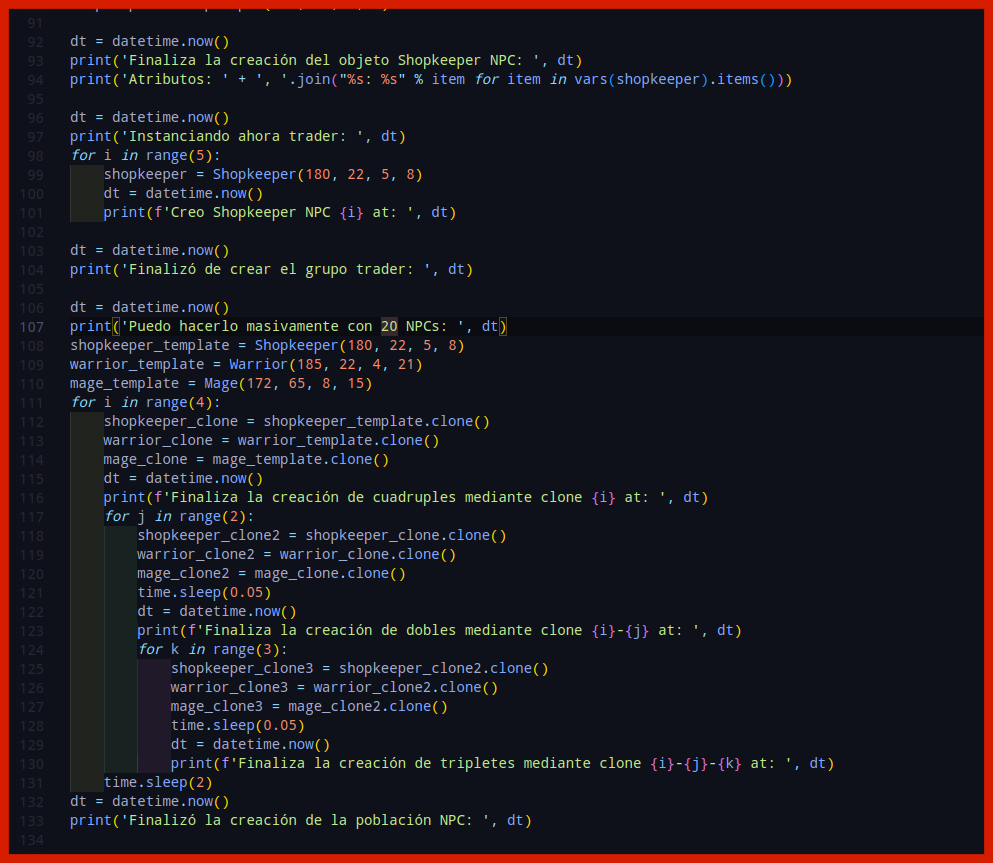 91
92 dt = datetime.now()
93 print('Finaliza la creación del objeto Shopkeeper NPC: ', dt)
94 print('Atributos: ' + ', '.join("%s: %s" % item for item in vars(shopkeeper).items()))
95
96 dt = datetime.now()
97 print('Instanciando ahora trader: ', dt)
98 for i in range(5):
99     shopkeeper = Shopkeeper(180, 22, 5, 8)
100     dt = datetime.now()
101     print(f'Creo Shopkeeper NPC {i} at: ', dt)
102
103 dt = datetime.now()
104 print('Finalizó de crear el grupo trader: ', dt)
105
106 dt = datetime.now()
107 print('Puedo hacerlo masivamente con 20 NPCs: ', dt)
108 shopkeeper_template = Shopkeeper(180, 22, 5, 8)
109 warrior_template = Warrior(185, 22, 4, 21)
110 mage_template = Mage(172, 65, 8, 15)
111 for i in range(4):
112     shopkeeper_clone = shopkeeper_template.clone()
113     warrior_clone = warrior_template.clone()
114     mage_clone = mage_template.clone()
115     dt = datetime.now()
116     print(f'Finaliza la creación de cuadruples mediante clone {i} at: ', dt)
117     for j in range(2):
118         shopkeeper_clone2 = shopkeeper_clone.clone()
119         warrior_clone2 = warrior_clone.clone()
120         mage_clone2 = mage_clone.clone()
121         time.sleep(0.05)
122         dt = datetime.now()
123         print(f'Finaliza la creación de dobles mediante clone {i}-{j} at: ', dt)
124         for k in range(3):
125             shopkeeper_clone3 = shopkeeper_clone2.clone()
126             warrior_clone3 = warrior_clone2.clone()
127             mage_clone3 = mage_clone2.clone()
128             time.sleep(0.05)
129             dt = datetime.now()
130             print(f'Finaliza la creación de tripletes mediante clone {i}-{j}-{k} at: ', dt)
131     time.sleep(2)
132 dt = datetime.now()
133 print('Finalizó la creación de la población NPC: ', dt)
134